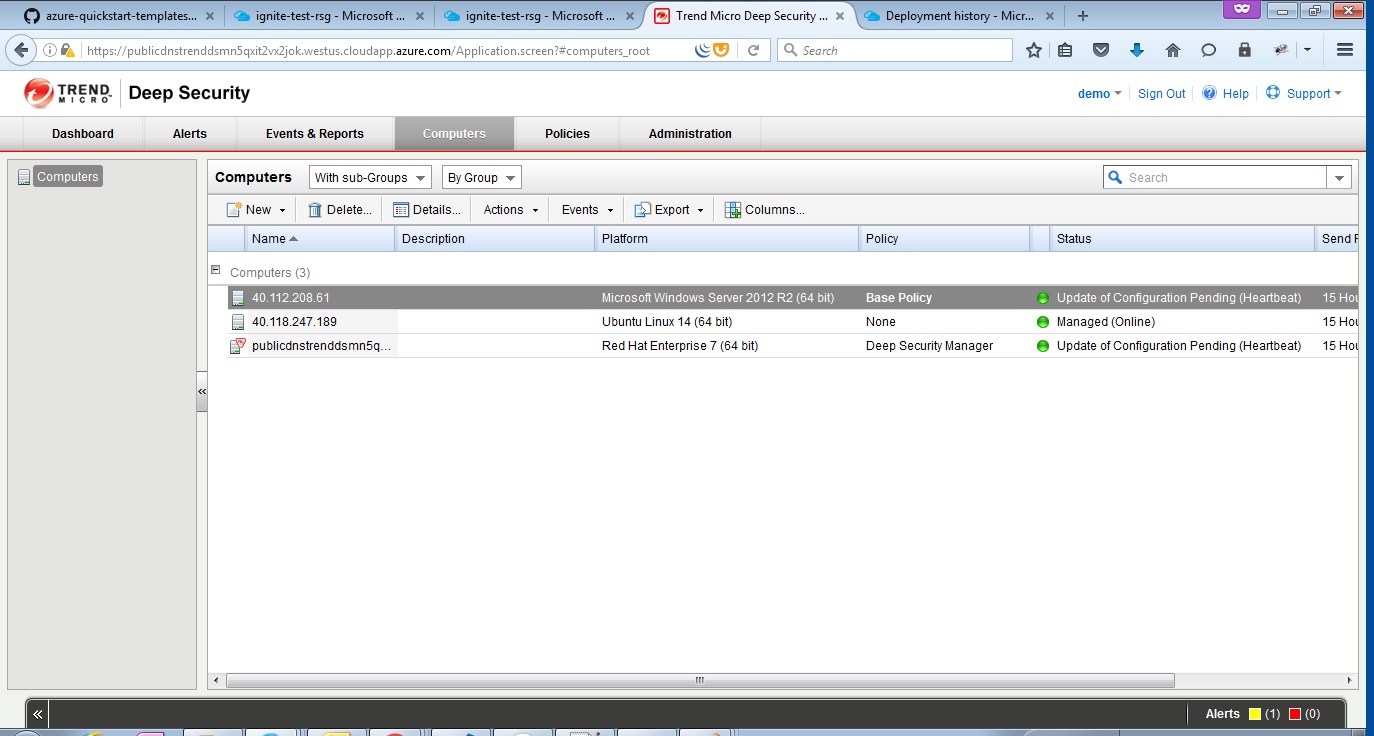 azure-quickstart-templates...
ignite-test-rsg - Microsoft ...
ignite-test-rsg - Microsoft ...
Trend Micro Deep Security ...
Deployment history - Micr...
https://publicdnstrenddsmn5qxit2vx2jok.westus.cloudapp.azure.com/Application.screen?#computers_root
Search
TREND MICRO Deep Security
demo Sign Out Help Support
Dashboard Alerts Events & Reports Computers Policies Administration
Computers
Computers With sub-Groups By Group Search
New Delete... Details... Actions Events Export Columns...
Name Description Platform Policy Status Send
Computers (3)
40.112.208.61 Microsoft Windows Server 2012 R2 (64 bit) Base Policy Update of Configuration Pending (Heartbeat) 15 Hou
40.118.247.189 Ubuntu Linux 14 (64 bit) None Managed (Online) 15 Hou
publicdnstrenddsmn5q... Red Hat Enterprise 7 (64 bit) Deep Security Manager Update of Configuration Pending (Heartbeat) 15 Hou
Alerts (1) (0)